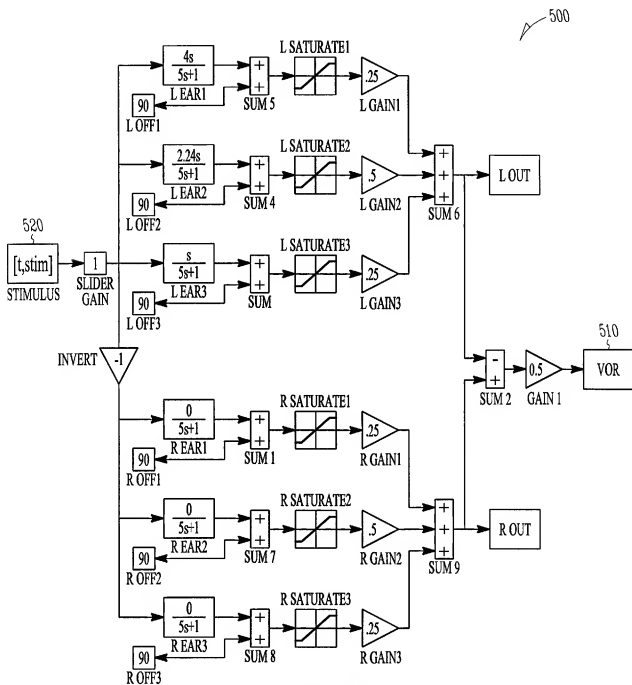 500
L SATURATE1
4s
5s+1
L EAR1
+
+
SUM 5
.25
L GAIN1
90
L OFF1
L SATURATE2
2.24s
5s+1
L EAR2
+
+
SUM 4
.5
L GAIN2
90
L OFF2
+
+
+
SUM 6
L OUT
520
[t,stim]
STIMULUS
1
SLIDER
GAIN
L SATURATE3
s
5s+1
L EAR3
+
+
SUM
.25
L GAIN3
90
L OFF3
INVERT
-1
-
+
SUM 2
0.5
GAIN 1
510
VOR
R SATURATE1
0
5s+1
R EAR1
+
+
SUM 1
.25
R GAIN1
90
R OFF1
R SATURATE2
0
5s+1
R EAR2
+
+
SUM 7
.5
R GAIN2
90
R OFF2
+
+
+
SUM 9
R OUT
R SATURATE3
0
5s+1
R EAR3
+
+
SUM 8
.25
R GAIN3
90
R OFF3